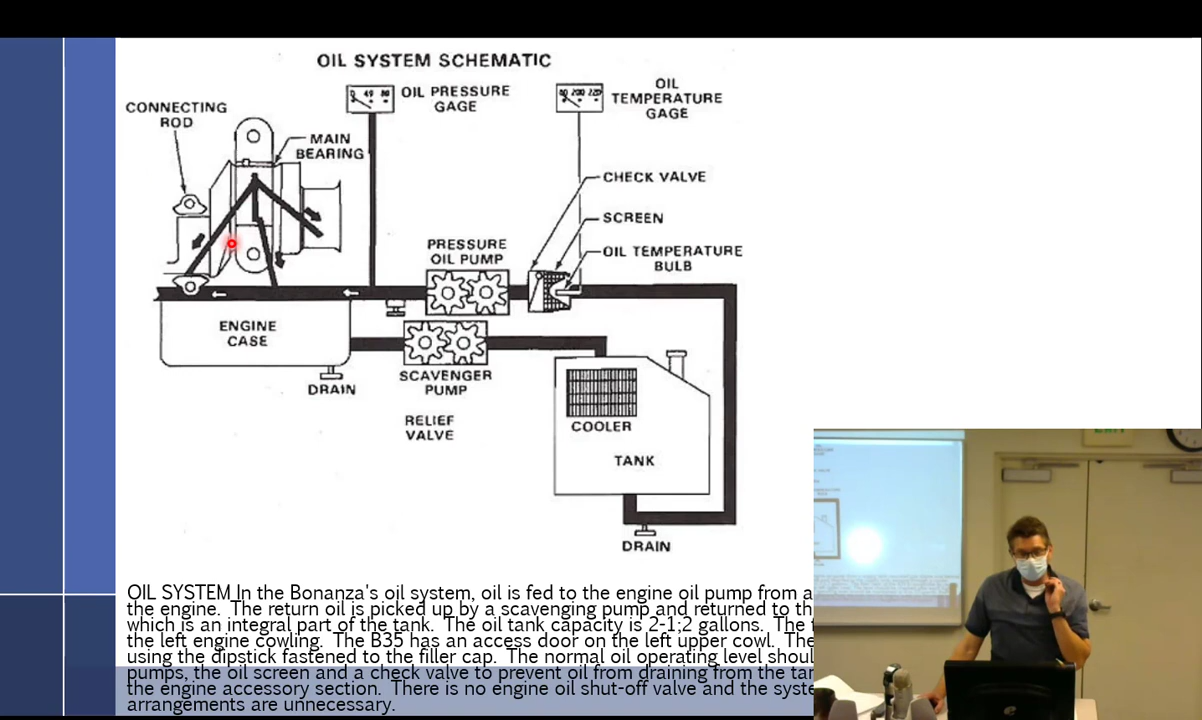 OIL SYSTEM SCHEMATIC
0 49 80
OIL PRESSURE
GAGE
200 220
OIL
TEMPERATURE
GAGE
CONNECTING
ROD
MAIN
BEARING
CHECK VALVE
SCREEN
PRESSURE
OIL PUMP
OIL TEMPERATURE
BULB
ENGINE
CASE
DRAIN
SCAVENGER
PUMP
RELIEF
VALVE
COOLER
TANK
DRAIN
OIL SYSTEM In the Bonanza's oil system, oil is fed to the engine oil pump from a
the engine. The return oil is picked up by a scavenging pump and returned to th
which is an integral part of the tank. The oil tank capacity is 2-1;2 gallons. The
the left engine cowling. The B35 has an access door on the left upper cowl. The
using the dipstick fastened to the filler cap. The normal oil operating level shoul
pumps, the oil screen and a check valve to prevent oil from draining from the tan
the engine accessory section. There is no engine oil shut-off valve and the syste
arrangements are unnecessary.